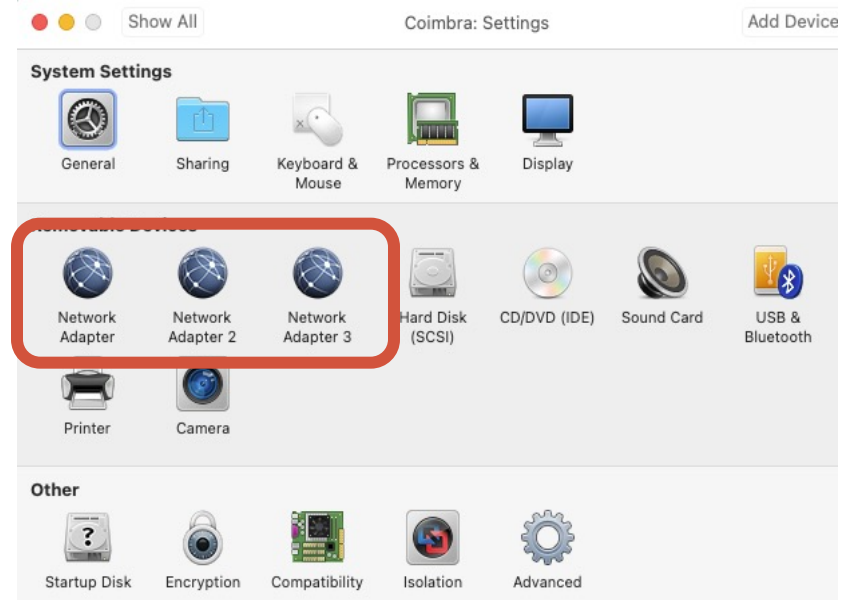 Show All
Coimbra: Settings
Add Device
System Settings
General
Sharing
Keyboard &
Mouse
Processors &
Memory
Display
Removable Devices
Network
Adapter
Network
Adapter 2
Network
Adapter 3
Hard Disk
(SCSI)
CD/DVD (IDE)
Sound Card
USB &
Bluetooth
Printer
Camera
Other
?
Startup Disk
Encryption
Compatibility
Isolation
Advanced